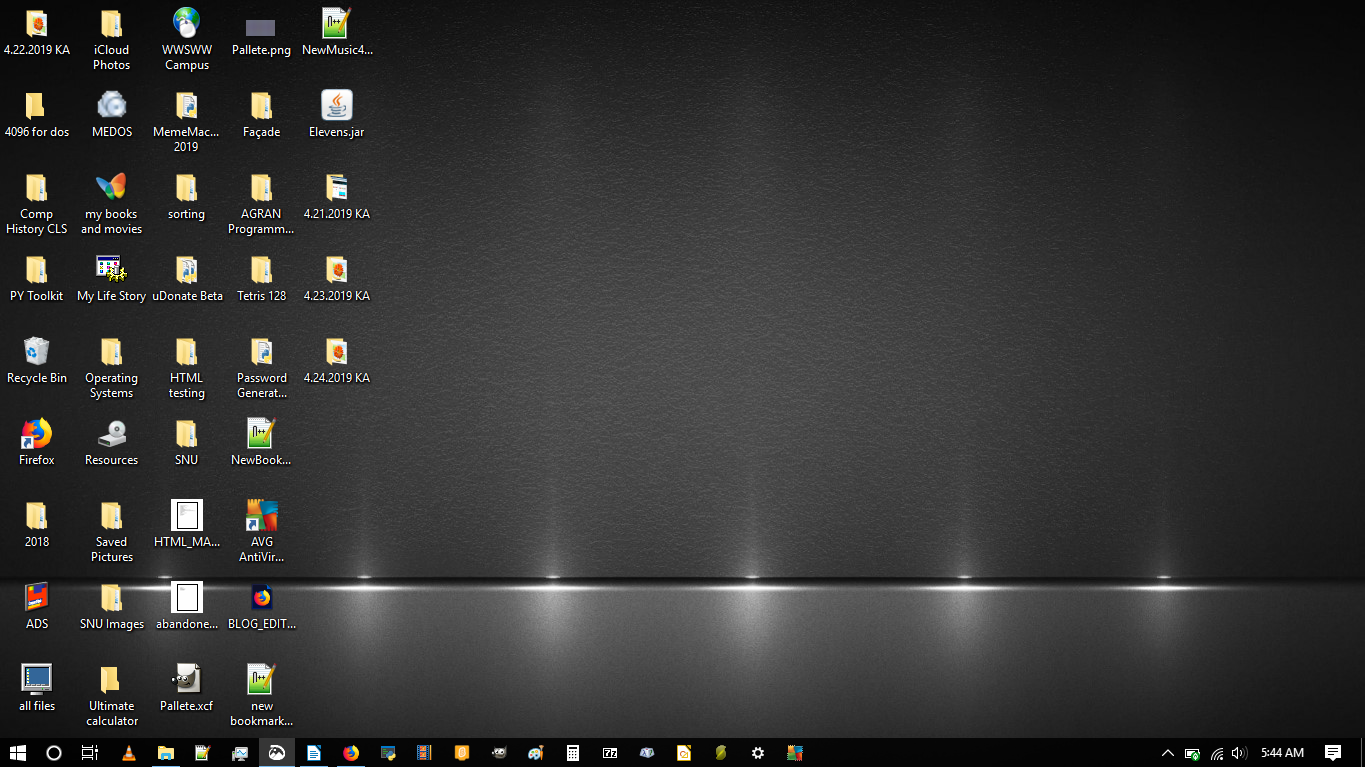 4.22.2019 KA
iCloud
Photos
WWSWW
Campus
Pallete.png
NewMusic4...
4096 for dos
MEDOS
MemeMac...
2019
Façade
Elevens.jar
Comp
History CLS
my books
and movies
sorting
AGRAN
Programm...
4.21.2019 KA
PY Toolkit
My Life Story
uDonate Beta
Tetris 128
4.23.2019 KA
Recycle Bin
Operating
Systems
HTML
testing
Password
Generat...
4.24.2019 KA
Firefox
Resources
SNU
NewBook...
2018
Saved
Pictures
HTML_MA...
AVG
AntiVir...
ADS
SNU Images
abandone...
BLOG_EDIT...
all files
Ultimate
calculator
Pallete.xcf
new
bookmark...
5:44 AM